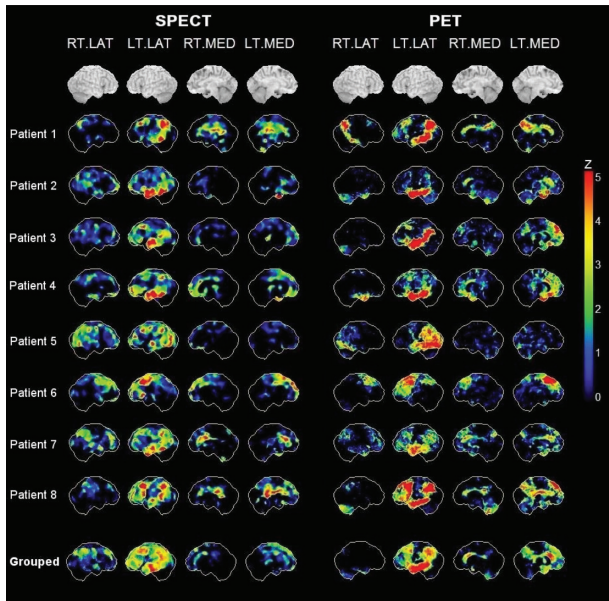 SPECT PET
RT.LAT LT.LAT RT.MED LT.MED RT.LAT LT.LAT RT.MED LT.MED
Patient 1
Patient 2
Z
5
Patient 3
4
Patient 4
3
2
Patient 5
1
Patient 6
0
Patient 7
Patient 8
Grouped